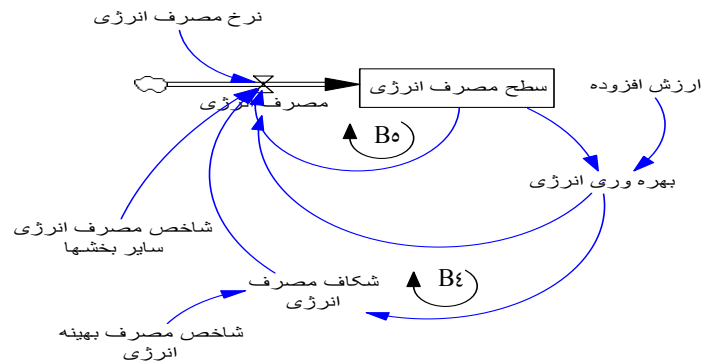 نرخ مصرف انرژی
سطح مصرف انرژی
ارزش افزوده
مصرف انرژی
B٥
بهره وری انرژی
شاخص مصرف انرژی
سایر بخشها
شکاف مصرف
انرژی
B٤
شاخص مصرف بهینه
انرژی